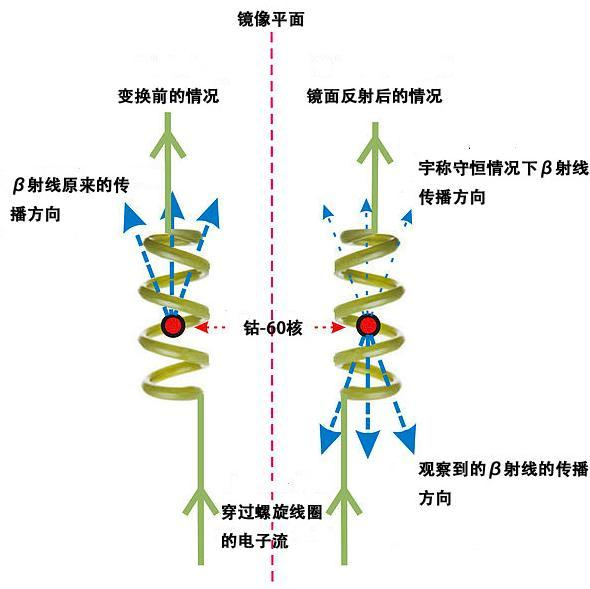 镜像平面
变换前的情况
镜面反射后的情况
β射线原来的传
播方向
宇称守恒情况下β射线
传播方向
钴-60核
观察到的β射线的传播
方向
穿过螺旋线圈
的电子流